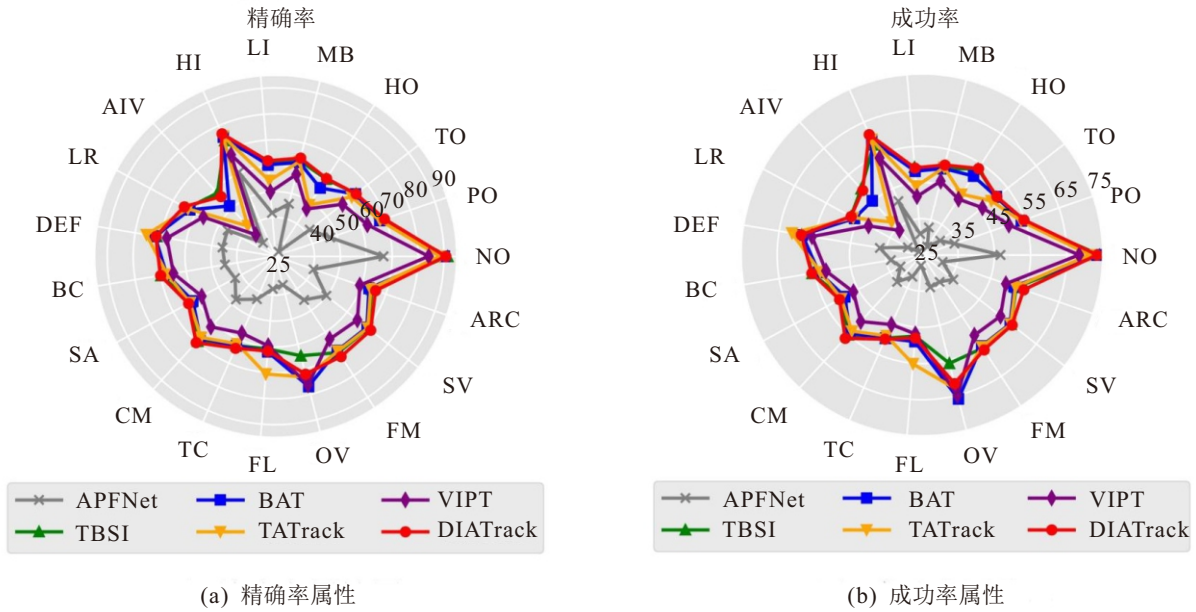 精确率
LI
MB
HI
HO
AIV
TO
LR
PO
90
80
70
60
50
40
25
DEF
NO
BC
ARC
SA
SV
CM
FM
TC
OV
FL
APFNet BAT VIPT
TBSI TATrack DIATrack
(a) 精确率属性
成功率
LI
MB
HI
HO
AIV
TO
LR
PO
75
65
55
45
35
25
DEF
NO
BC
ARC
SA
SV
CM
FM
TC
OV
FL
APFNet BAT VIPT
TBSI TATrack DIATrack
(b) 成功率属性